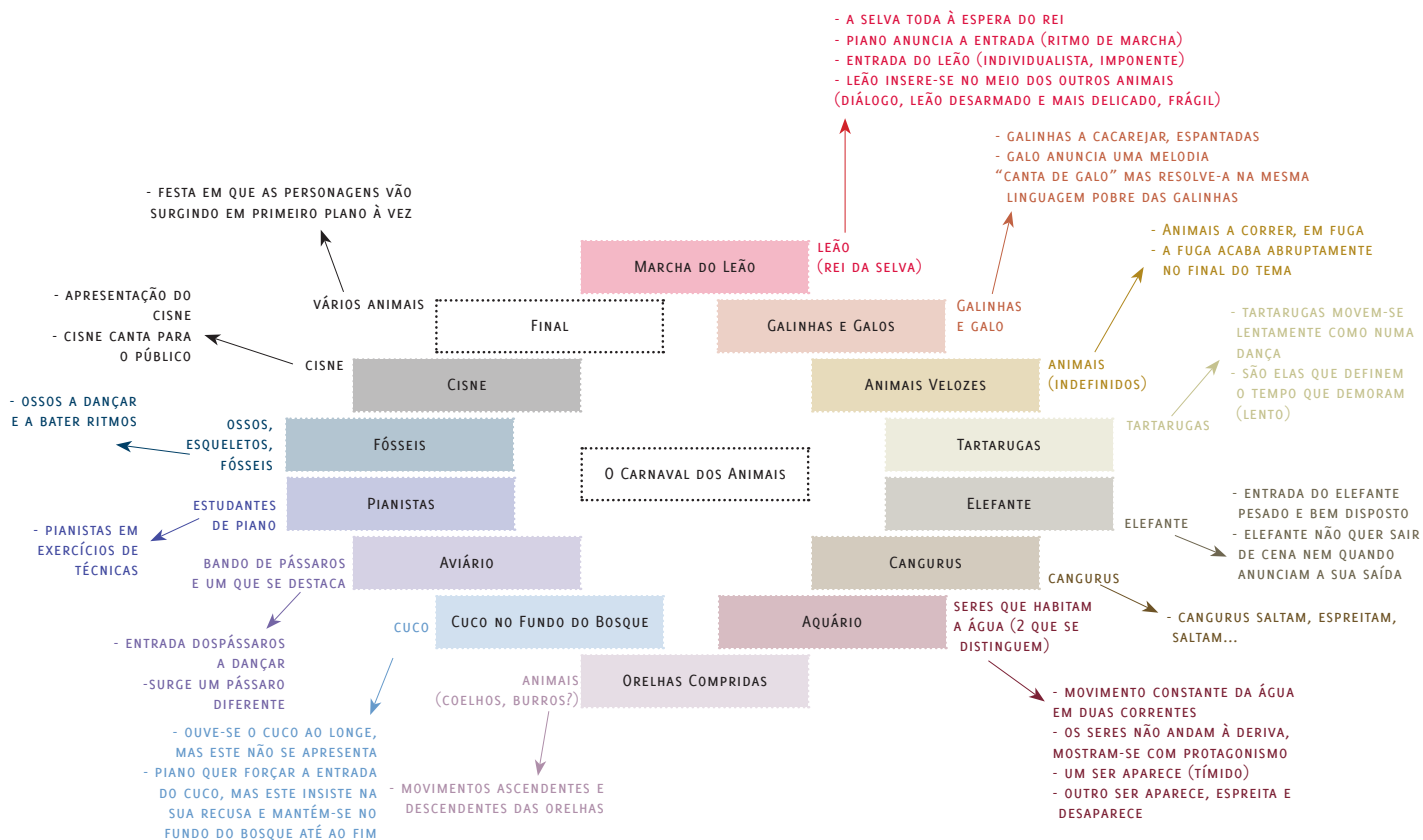 - A SELVA TODA À ESPERA DO REI
- PIANO ANUNCIA A ENTRADA (RITMO DE MARCHA)
- ENTRADA DO LEÃO (INDIVIDUALISTA, IMPONENTE)
- LEÃO INSERE-SE NO MEIO DOS OUTROS ANIMAIS
(DIÁLOGO, LEÃO DESARMADO E MAIS DELICADO, FRÁGIL)
LEÃO
(REI DA SELVA)
MARCHA DO LEÃO
- GALINHAS A CACAREJAR, ESPANTADAS
- GALO ANUNCIA UMA MELODIA
“CANTA DE GALO” MAS RESOLVE-A NA MESMA
LINGUAGEM POBRE DAS GALINHAS
GALINHAS
E GALO
GALINHAS E GALOS
- ANIMAIS A CORRER, EM FUGA
- A FUGA ACABA ABRUPTAMENTE
NO FINAL DO TEMA
ANIMAIS
(INDEFINIDOS)
ANIMAIS VELOZES
- TARTARUGAS MOVEM-SE
LENTAMENTE COMO NUMA
DANÇA
- SÃO ELAS QUE DEFINEM
O TEMPO QUE DEMORAM
(LENTO)
TARTARUGAS
TARTARUGAS
- ENTRADA DO ELEFANTE
PESADO E BEM DISPOSTO
- ELEFANTE NÃO QUER SAIR
DE CENA NEM QUANDO
ANUNCIAM A SUA SAÍDA
ELEFANTE
ELEFANTE
CANGURUS
CANGURUS
- CANGURUS SALTAM, ESPREITAM,
SALTAM...
AQUÁRIO
SERES QUE HABITAM
A ÁGUA (2 QUE SE
DISTINGUEM)
- MOVIMENTO CONSTANTE DA ÁGUA
EM DUAS CORRENTES
- OS SERES NÃO ANDAM À DERIVA,
MOSTRAM-SE COM PROTAGONISMO
- UM SER APARECE (TÍMIDO)
- OUTRO SER APARECE, ESPREITA E
DESAPARECE
ORELHAS COMPRIDAS
ANIMAIS
(COELHOS, BURROS?)
- MOVIMENTOS ASCENDENTES E
DESCENDENTES DAS ORELHAS
CUCO NO FUNDO DO BOSQUE
CUCO
- OUVE-SE O CUCO AO LONGE,
MAS ESTE NÃO SE APRESENTA
- PIANO QUER FORÇAR A ENTRADA
DO CUCO, MAS ESTE INSISTE NA
SUA RECUSA E MANTÉM-SE NO
FUNDO DO BOSQUE ATÉ AO FIM
AVIÁRIO
BANDO DE PÁSSAROS
E UM QUE SE DESTACA
- ENTRADA DOSPÁSSAROS
A DANÇAR
-SURGE UM PÁSSARO
DIFERENTE
PIANISTAS
ESTUDANTES
DE PIANO
- PIANISTAS EM
EXERCÍCIOS DE
TÉCNICAS
FÓSSEIS
OSSOS,
ESQUELETOS,
FÓSSEIS
- OSSOS A DANÇAR
E A BATER RITMOS
CISNE
CISNE
- APRESENTAÇÃO DO
CISNE
- CISNE CANTA PARA
O PÚBLICO
FINAL
VÁRIOS ANIMAIS
- FESTA EM QUE AS PERSONAGENS VÃO
SURGINDO EM PRIMEIRO PLANO À VEZ
O CARNAVAL DOS ANIMAIS